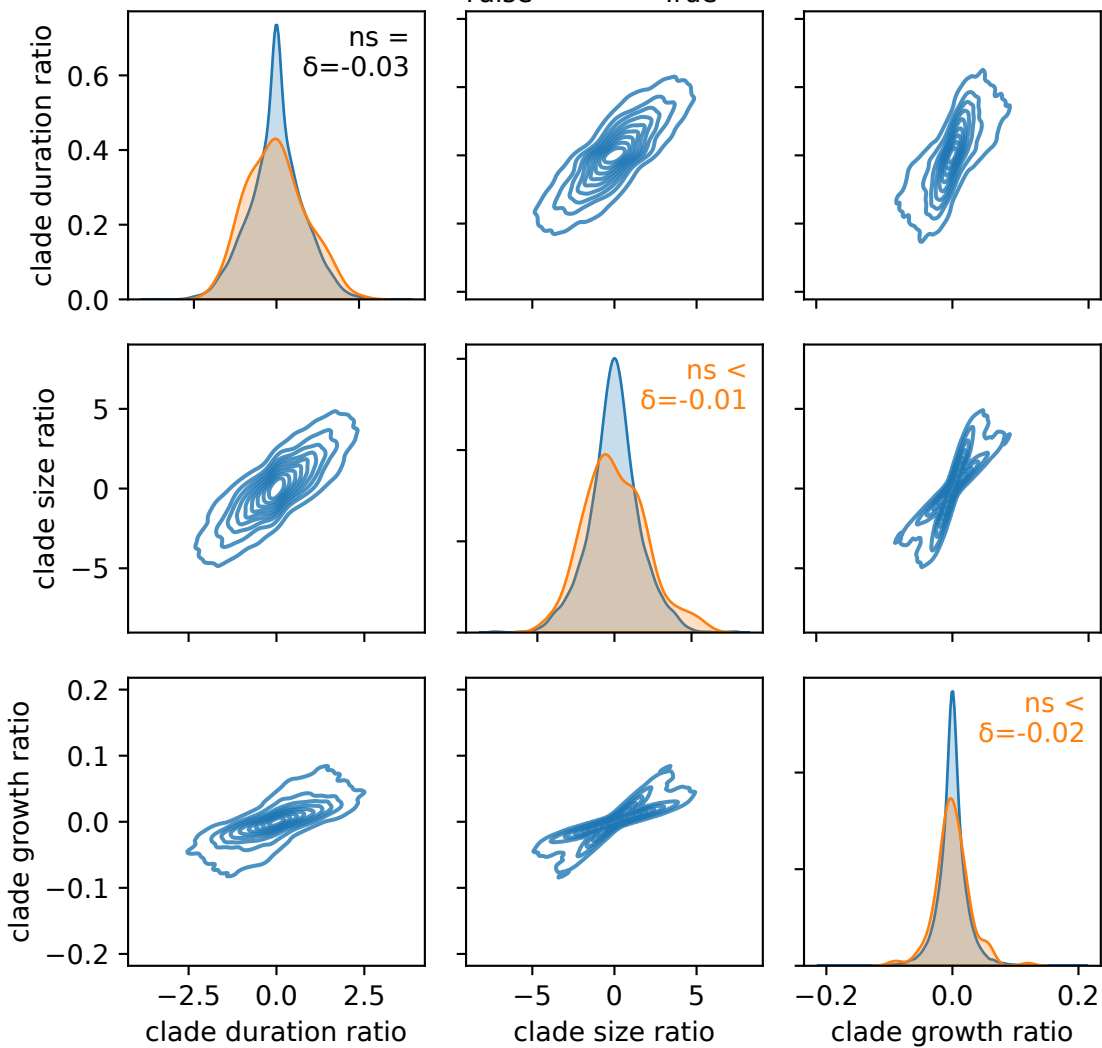 ns =
δ=-0.03
clade duration ratio
0.6
0.4
0.2
0.0
ns <
δ=-0.01
clade size ratio
5
0
−5
ns <
δ=-0.02
clade growth ratio
0.2
0.1
0.0
−0.1
−0.2
−2.5 0.0 2.5
−5 0 5
−0.2 0.0 0.2
clade duration ratio
clade size ratio
clade growth ratio